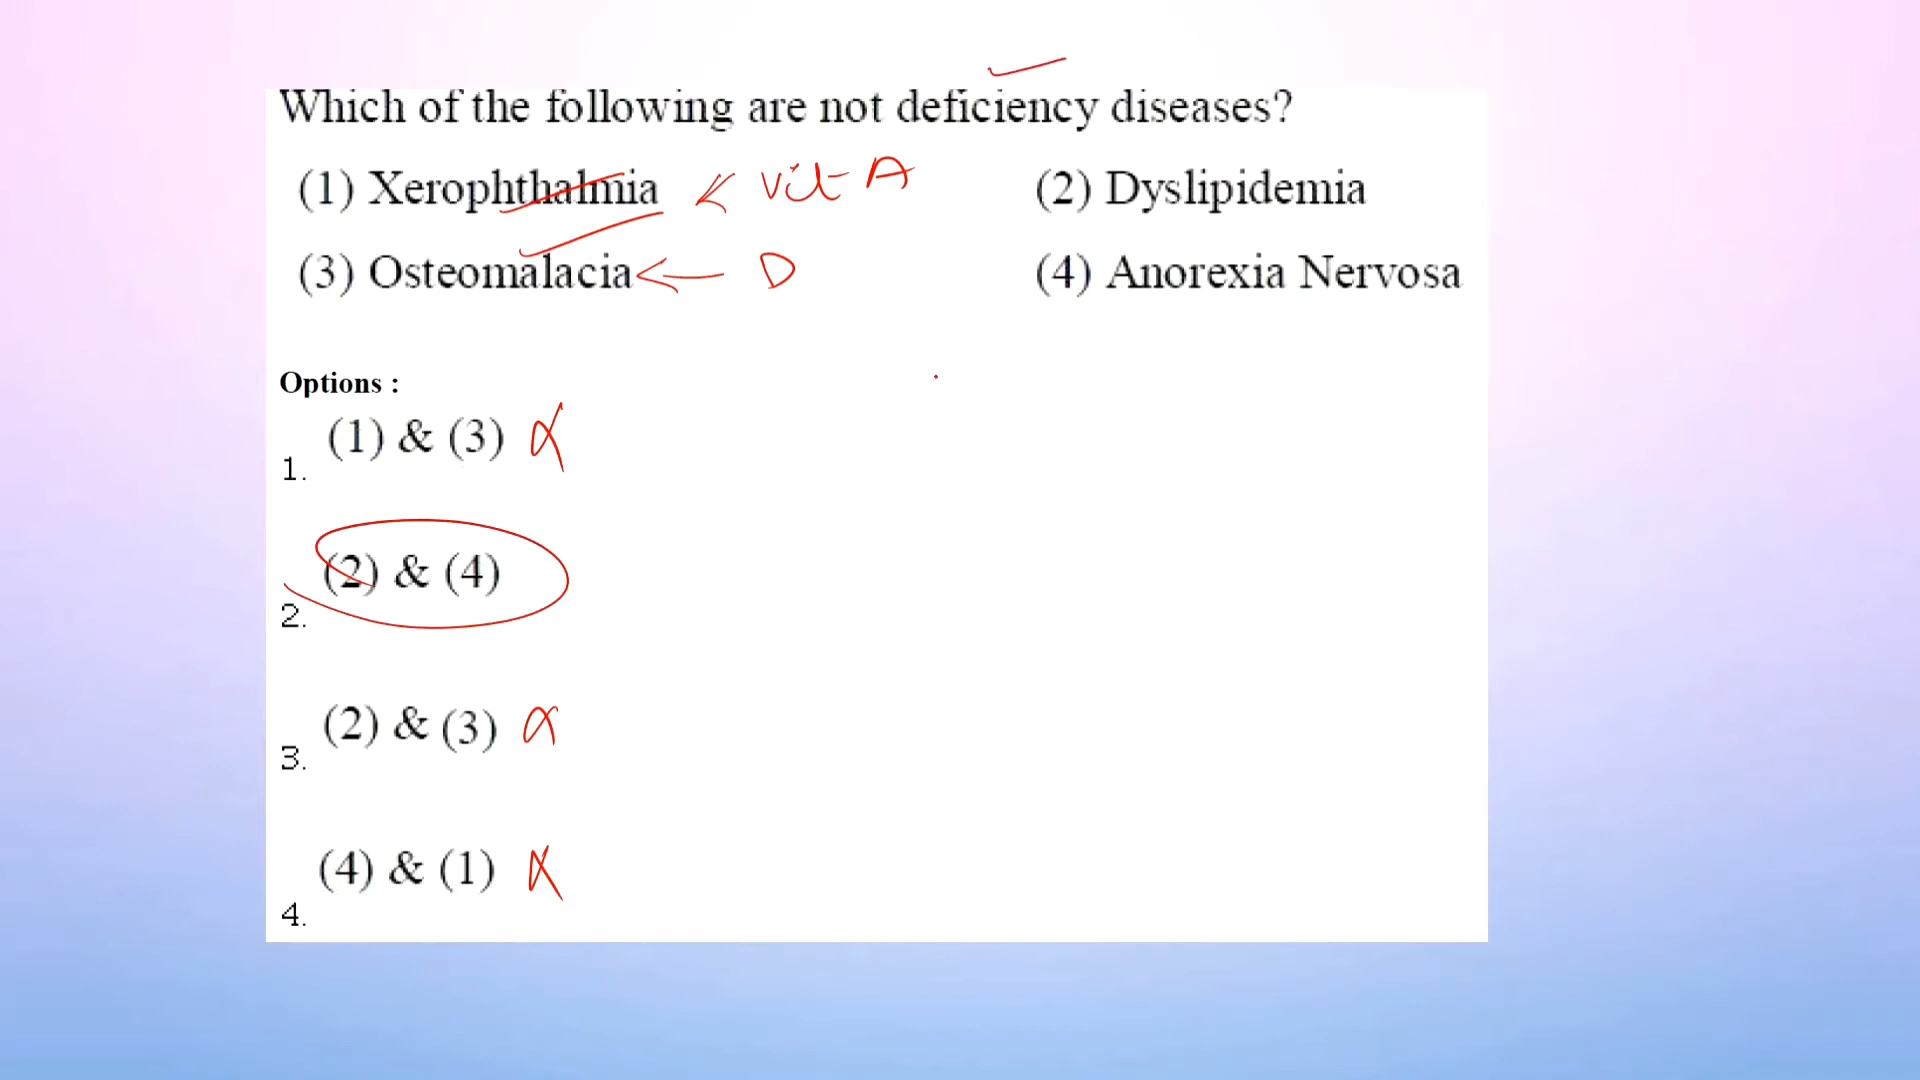 Which of the following are not deficiency diseases?
(1) Xerophthalmia vit A (2) Dyslipidemia
(3) Osteomalacia D (4) Anorexia Nervosa
Options :
1. (1) & (3)
2. (2) & (4)
3. (2) & (3)
4. (4) & (1)